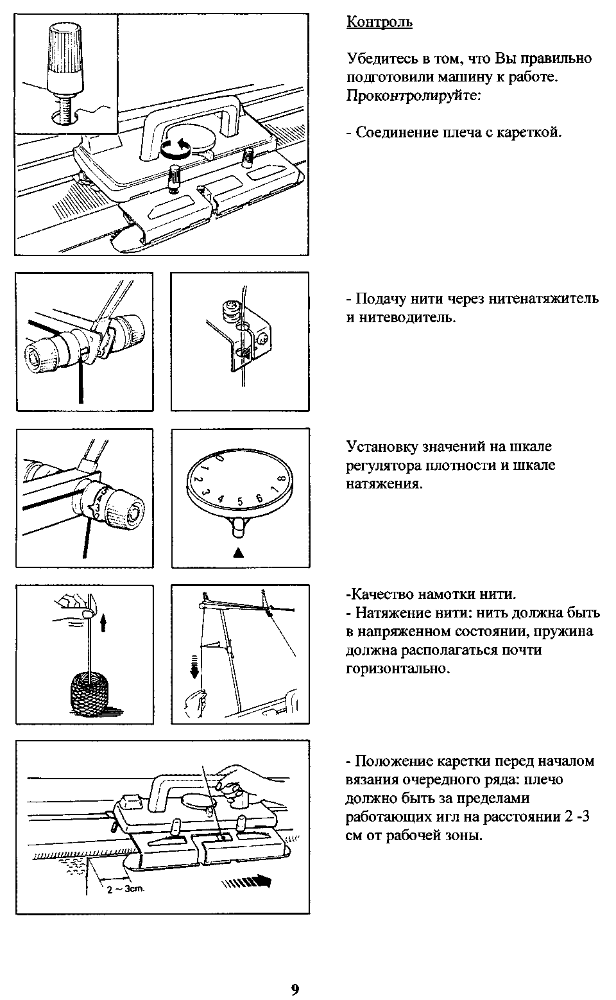 Контроль
Убедитесь в том, что Вы правильно
подготовили машину к работе.
Проконтролируйте:
- Соединение плеча с кареткой.
- Подачу нити через нитенатяжитель
и нитеводитель.
Установку значений на шкале
регулятора плотности и шкале
натяжения.
0 1 2 3 4 5 6 7 8 ∞
-Качество намотки нити.
- Натяжение нити: нить должна быть
в напряженном состоянии, пружина
должна располагаться почти
горизонтально.
- Положение каретки перед началом
вязания очередного ряда: плечо
должно быть за пределами
работающих игл на расстоянии 2 -3
см от рабочей зоны.
2 ~ 3cm.
9